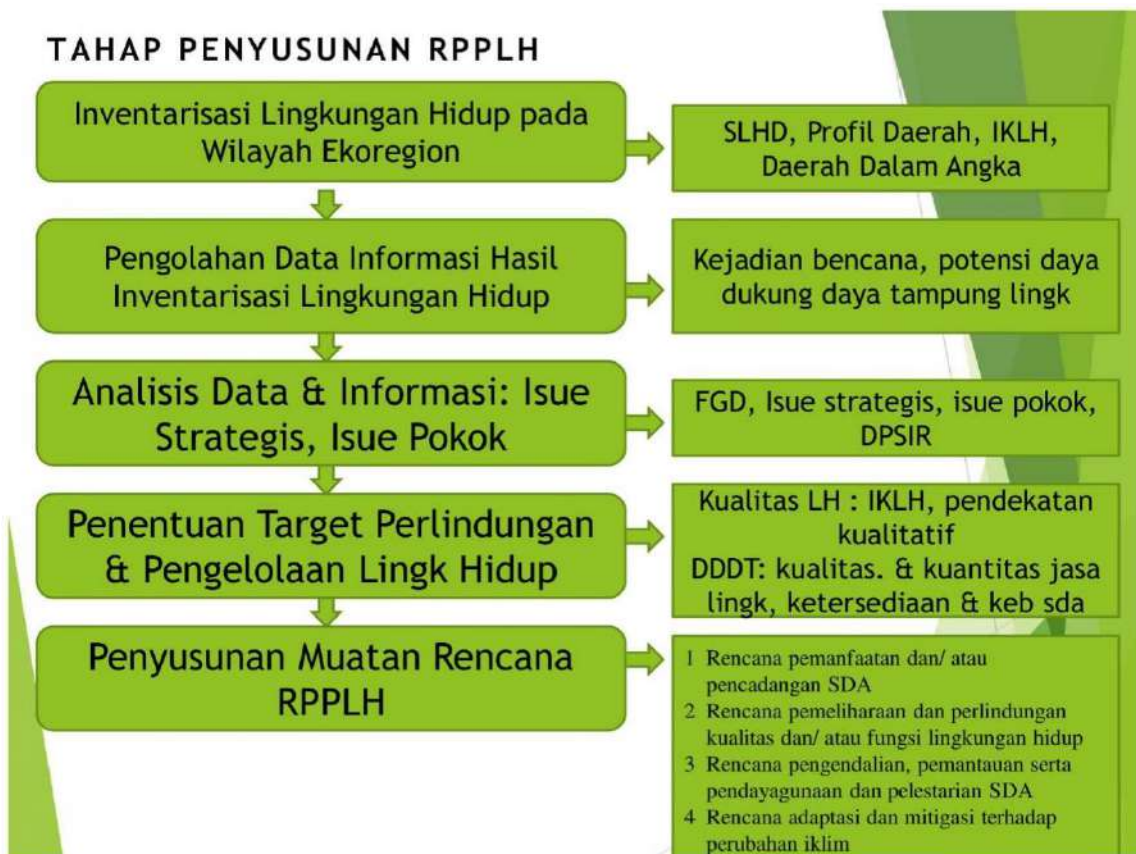 TAHAP PENYUSUNAN RPPLH
Inventarisasi Lingkungan Hidup pada
Wilayah Ekoregion
SLHD, Profil Daerah, IKLH,
Daerah Dalam Angka
Pengolahan Data Informasi Hasil
Inventarisasi Lingkungan Hidup
Kejadian bencana, potensi daya
dukung daya tampung lingk
Analisis Data & Informasi: Isue
Strategis, Isue Pokok
FGD, Isue strategis, isue pokok,
DPSIR
Penentuan Target Perlindungan
& Pengelolaan Lingk Hidup
Kualitas LH : IKLH, pendekatan
kualitatif
DDDT: kualitas. & kuantitas jasa
lingk, ketersediaan & keb sda
Penyusunan Muatan Rencana
RPPLH
1 Rencana pemanfaatan dan/ atau
pencadangan SDA
2 Rencana pemeliharaan dan perlindungan
kualitas dan/ atau fungsi lingkungan hidup
3 Rencana pengendalian, pemantauan serta
pendayagunaan dan pelestarian SDA
4 Rencana adaptasi dan mitigasi terhadap
perubahan iklim